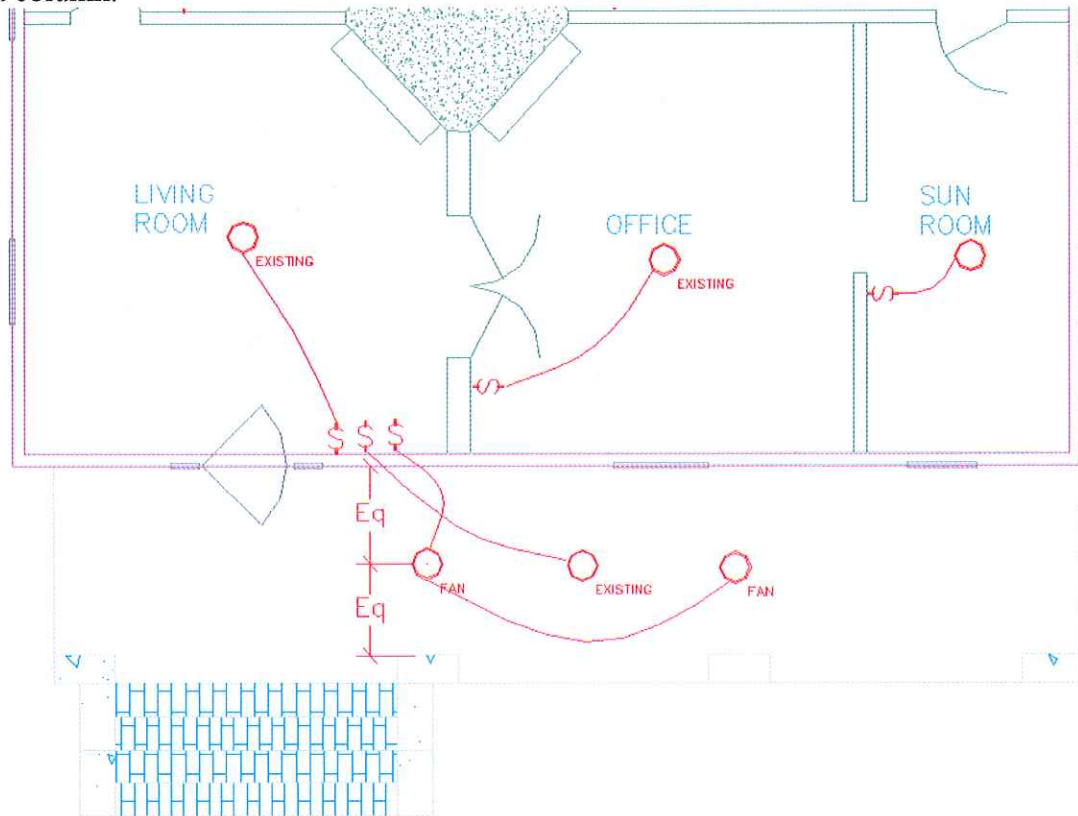 LIVING
ROOM
OFFICE
SUN
ROOM
EXISTING
EXISTING
$
$
$ $ $
Eq
FAN
EXISTING
FAN
Eq